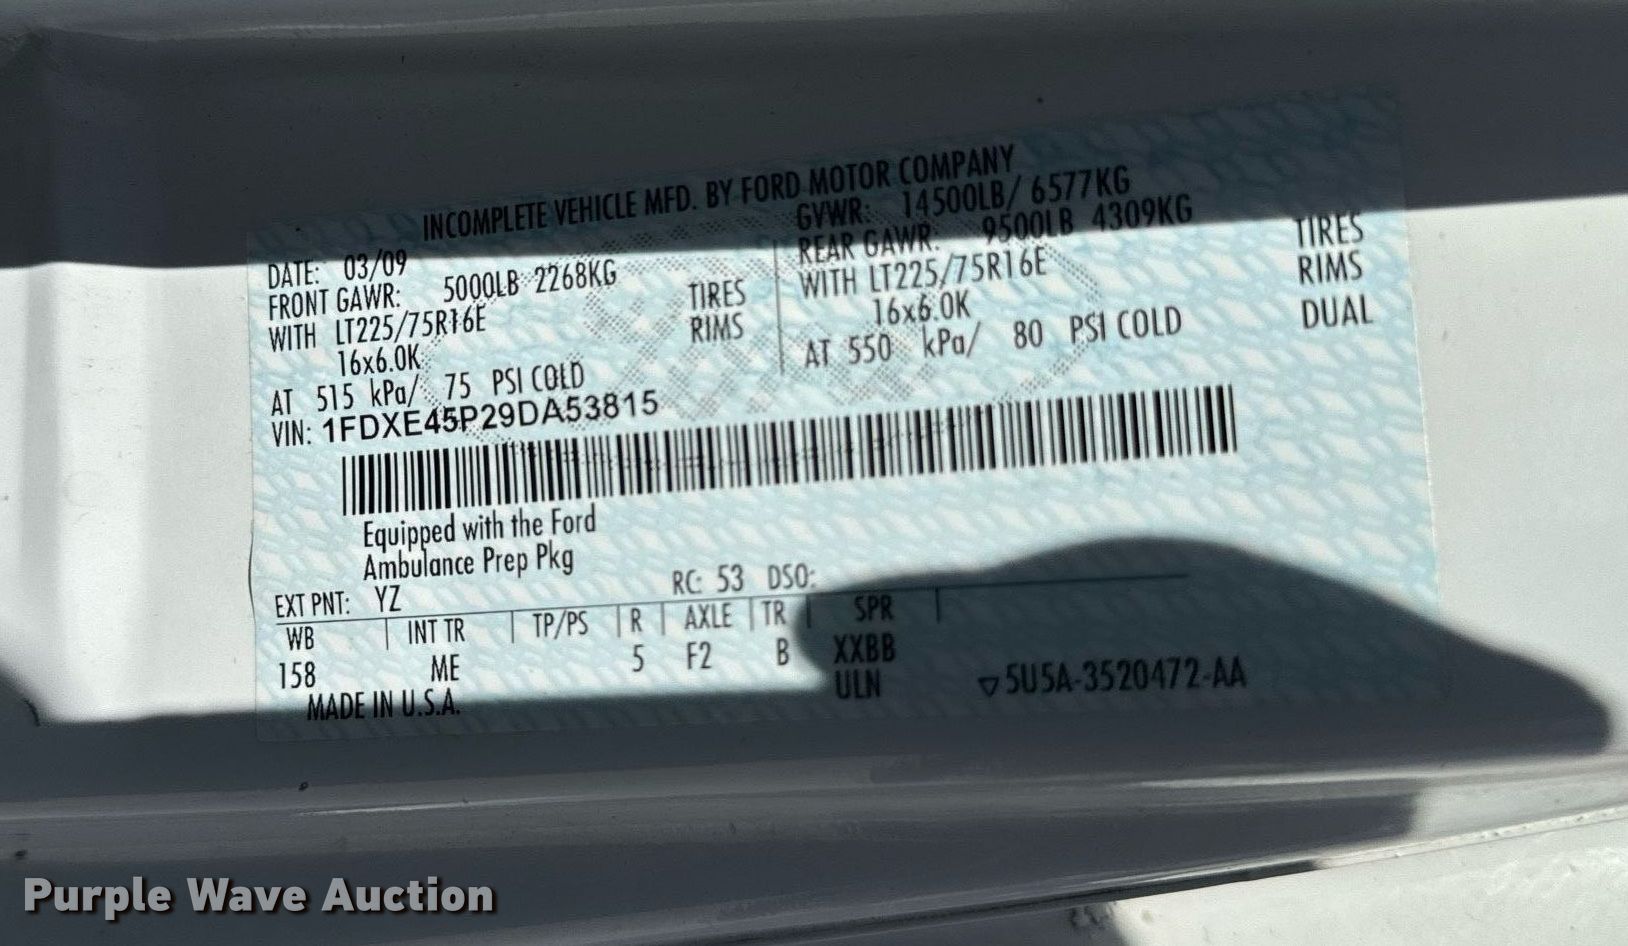 INCOMPLETE VEHICLE MFD. BY FORD MOTOR COMPANY
DATE: 03/09
GVWR: 14500LB/ 6577KG
FRONT GAWR: 5000LB 2268KG
REAR GAWR: 9500LB 4309KG
WITH LT225/75R16E TIRES
WITH LT225/75R16E TIRES
16x6.0K RIMS
16x6.0K RIMS
AT 515 kPa/ 75 PSI COLD
AT 550 kPa/ 80 PSI COLD DUAL
VIN: 1FDXE45P29DA53815
Equipped with the Ford
Ambulance Prep Pkg
EXT PNT: YZ RC: 53 DSO:
WB INT TR TP/PS R AXLE TR SPR
158 ME 5 F2 B XXBB
ULN
MADE IN U.S.A.
▽5U5A-3520472-AA
Purple Wave Auction